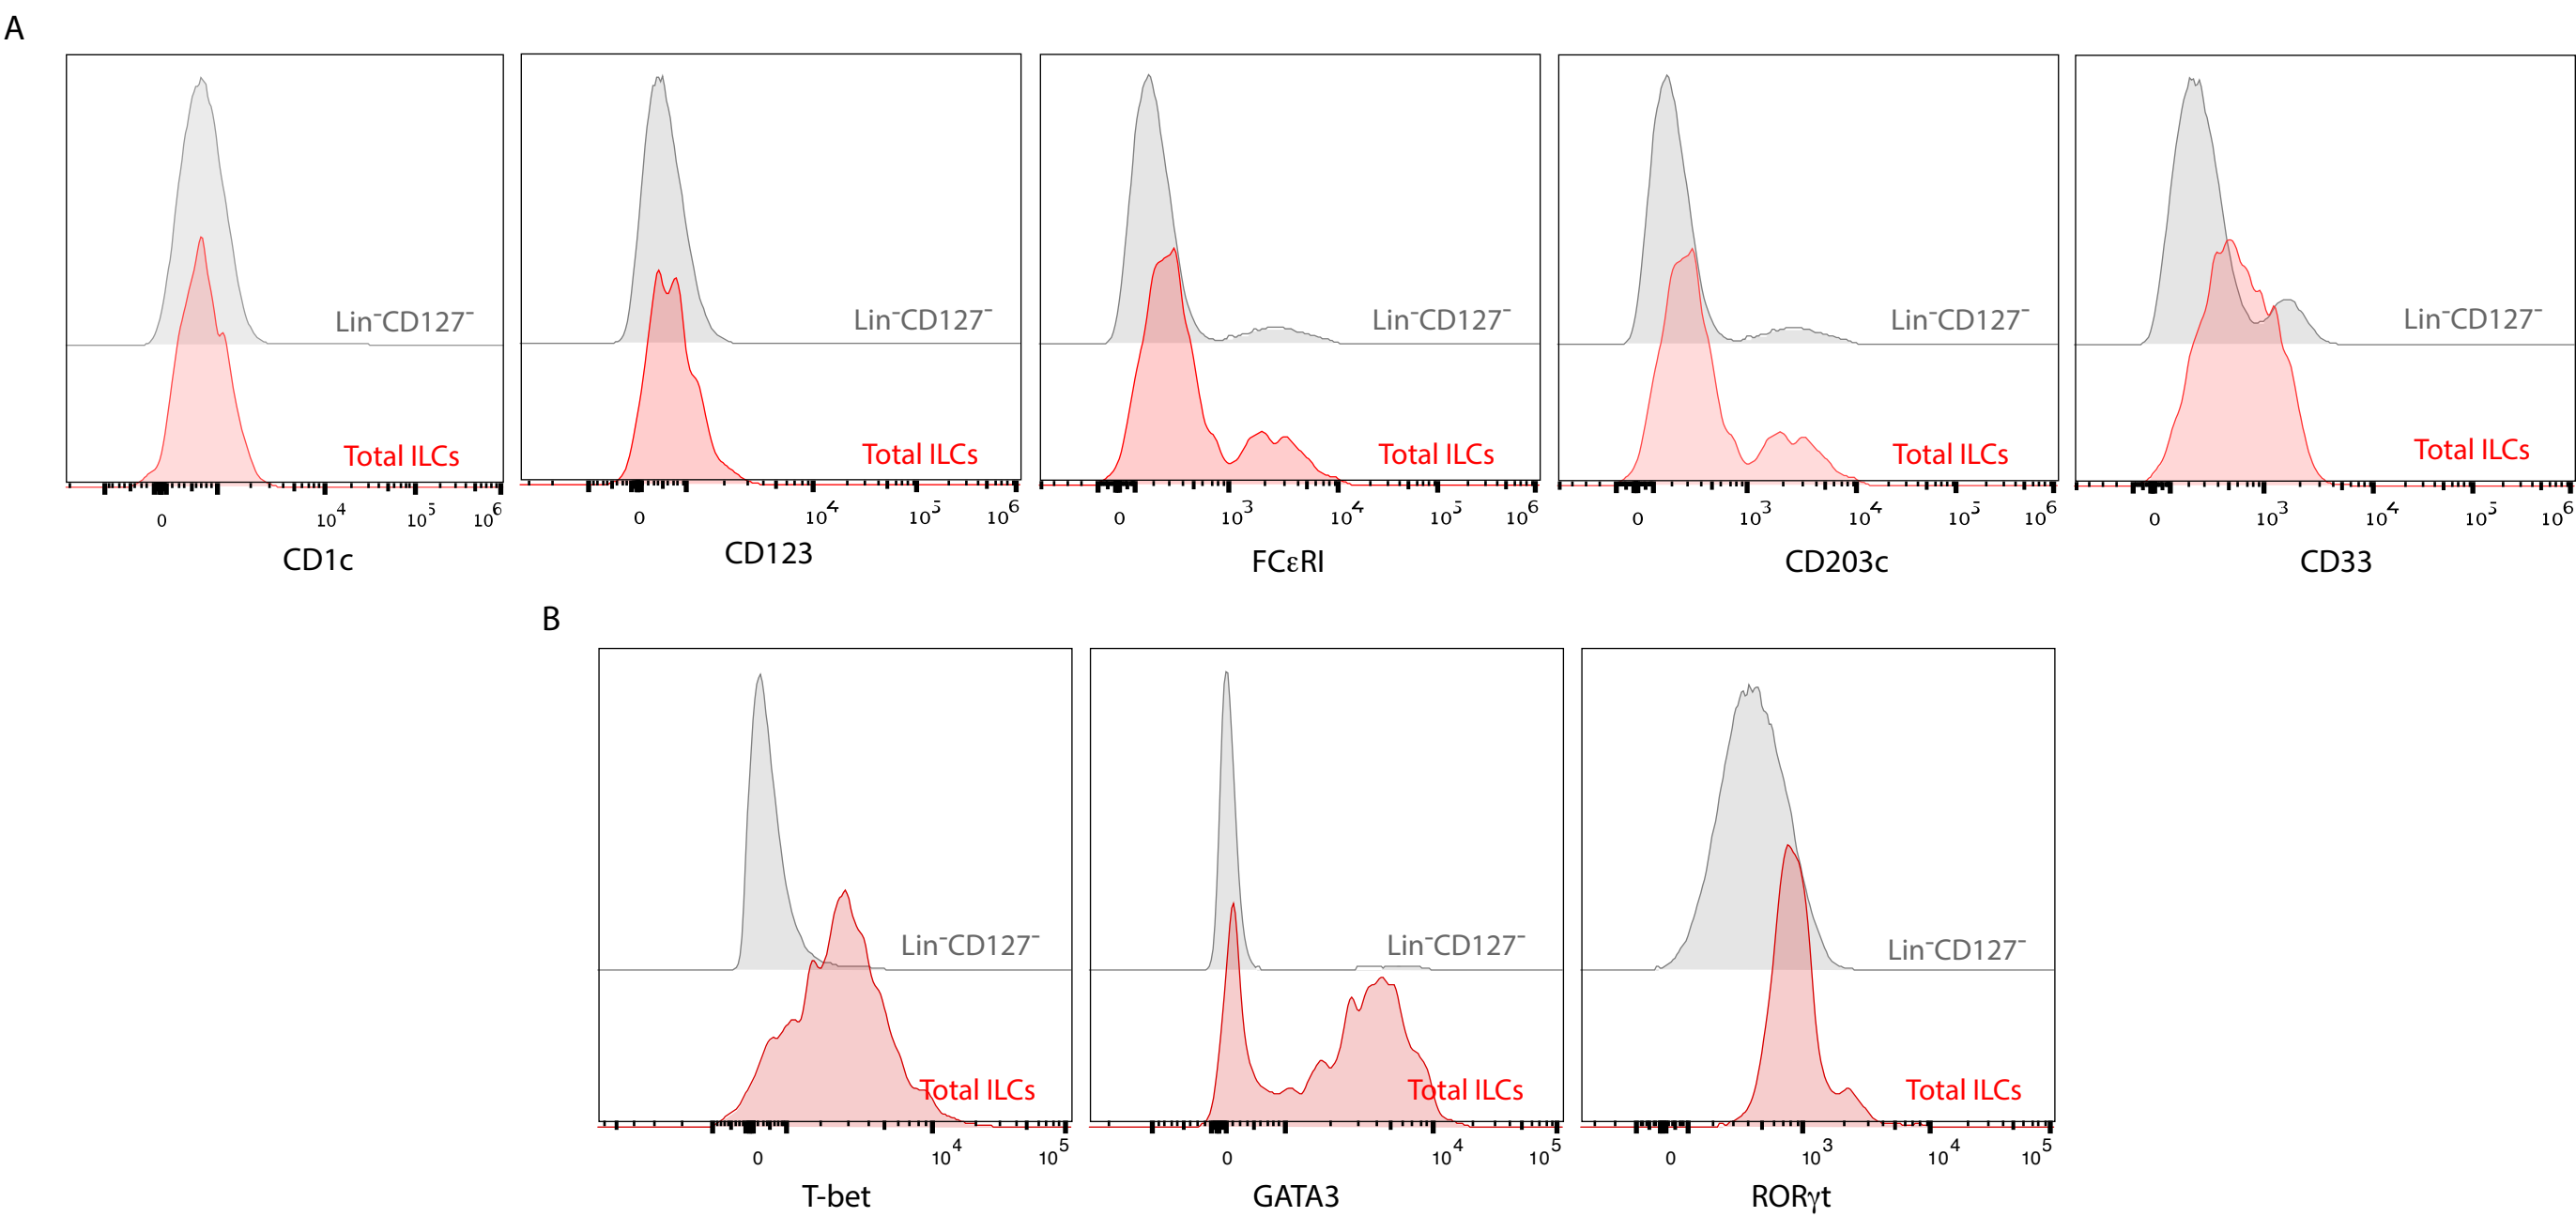 A
Lin⁻CD127⁻
Total ILCs
0 10⁴ 10⁵ 10⁶
CD1c
Lin⁻CD127⁻
Total ILCs
0 10⁴ 10⁵ 10⁶
CD123
Lin⁻CD127⁻
Total ILCs
0 10³ 10⁴ 10⁵ 10⁶
FCεRI
Lin⁻CD127⁻
Total ILCs
0 10³ 10⁴ 10⁵ 10⁶
CD203c
Lin⁻CD127⁻
Total ILCs
0 10³ 10⁴ 10⁵ 10⁶
CD33
B
Lin⁻CD127⁻
Total ILCs
0 10⁴ 10⁵
T-bet
Lin⁻CD127⁻
Total ILCs
0 10⁴ 10⁵
GATA3
Lin⁻CD127⁻
Total ILCs
0 10³ 10⁴ 10⁵
RORγt